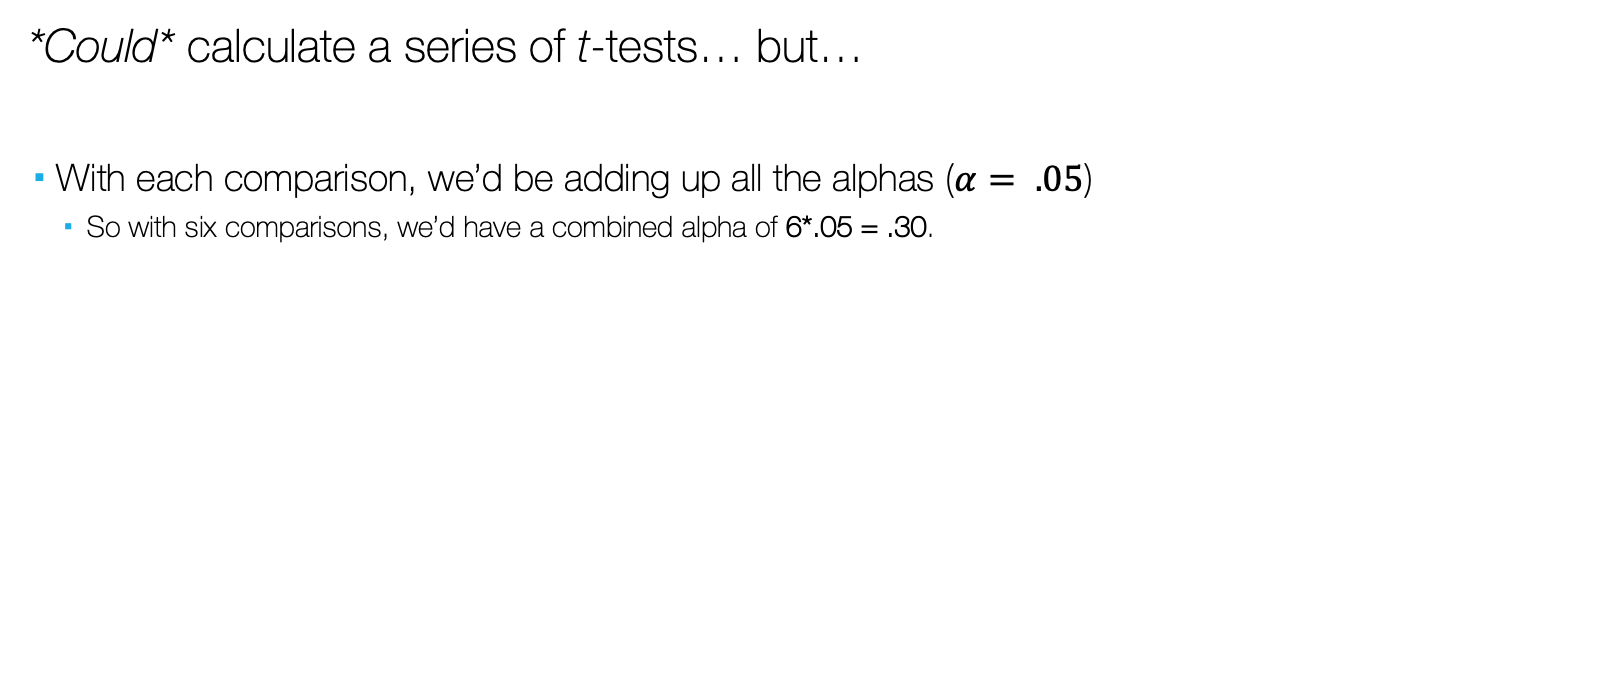 *Could* calculate a series of t-tests… but…
▪ With each comparison, we’d be adding up all the alphas (𝜶 = .05)
▪ So with six comparisons, we’d have a combined alpha of 6*.05 = .30.